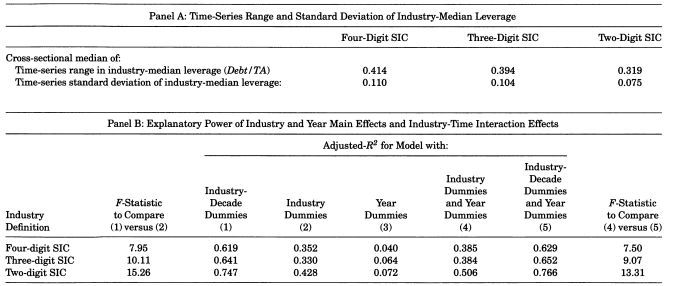 Panel A: Time-Series Range and Standard Deviation of Industry-Median Leverage
Four-Digit SIC Three-Digit SIC Two-Digit SIC
Cross-sectional median of:
Time-series range in industry-median leverage (Debt/TA) 0.414 0.394 0.319
Time-series standard deviation of industry-median leverage: 0.110 0.104 0.075
Panel B: Explanatory Power of Industry and Year Main Effects and Industry-Time Interaction Effects
Adjusted-R² for Model with:
Industry-
Industry Decade
Dummies Dummies
F-Statistic Industry-Decade Industry Year and Year and Year F-Statistic
Industry to Compare Dummies Dummies Dummies Dummies Dummies to Compare
Definition (1) versus (2) (1) (2) (3) (4) (5) (4) versus (5)
Four-digit SIC 7.95 0.619 0.352 0.040 0.385 0.629 7.50
Three-digit SIC 10.11 0.641 0.330 0.064 0.384 0.652 9.07
Two-digit SIC 15.26 0.747 0.428 0.072 0.506 0.766 13.31